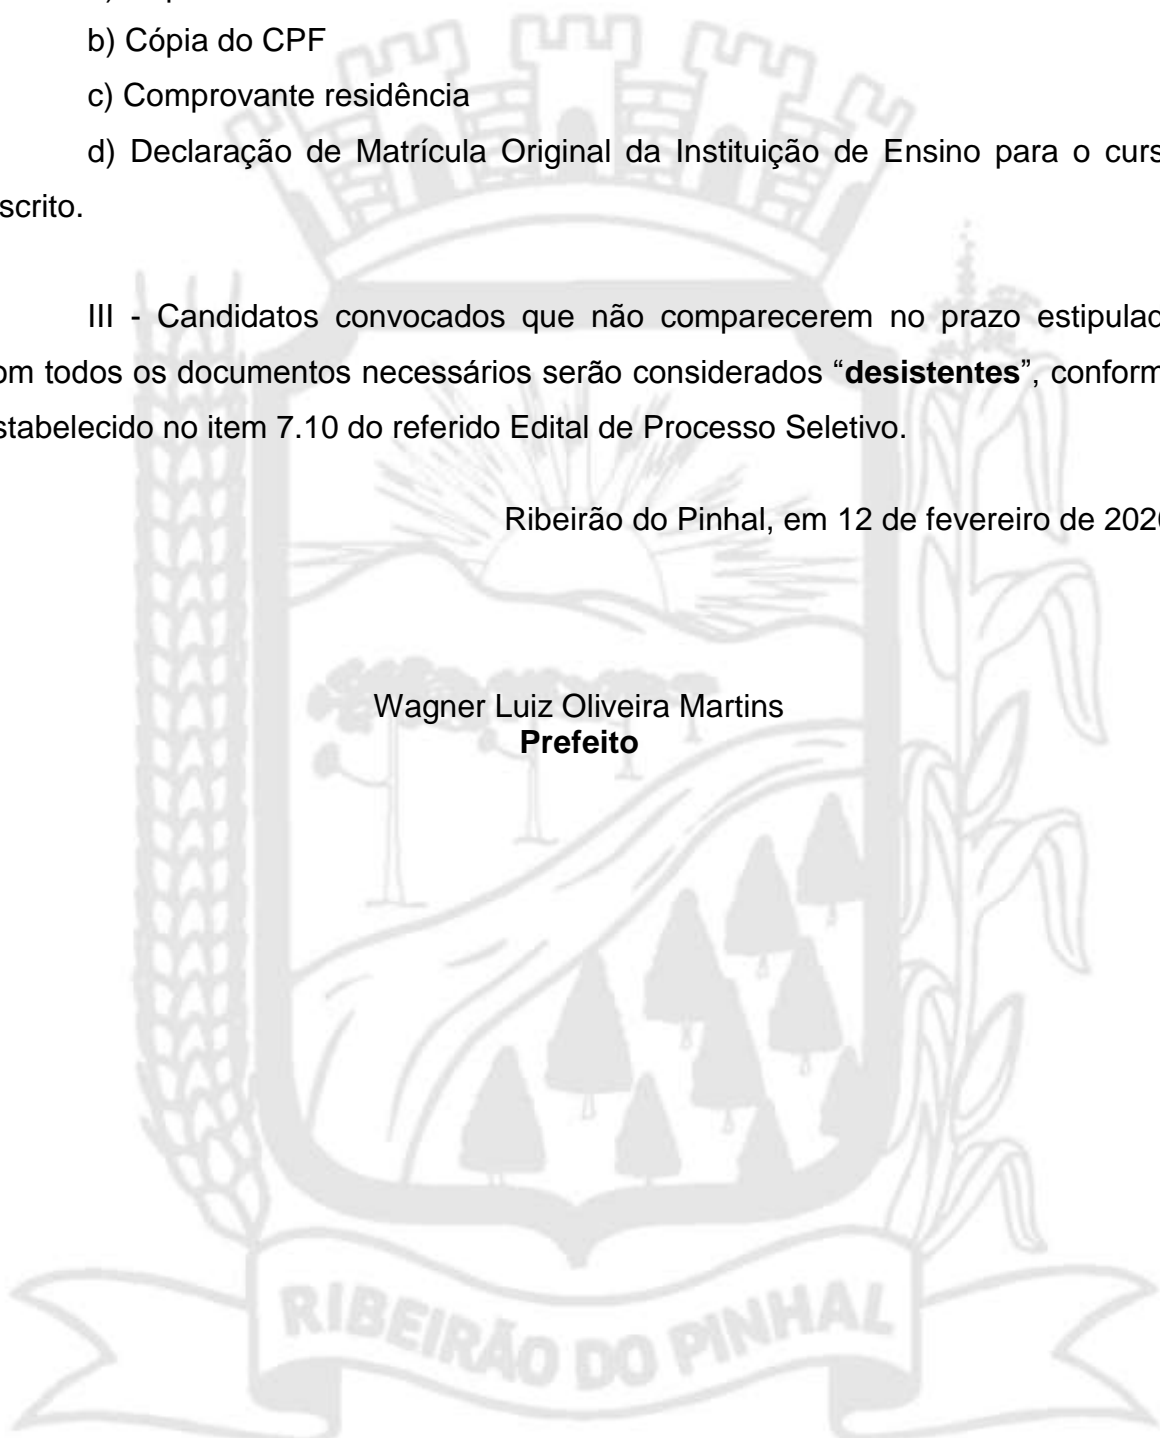 b) Cópia do CPF
c) Comprovante residência
d) Declaração de Matrícula Original da Instituição de Ensino para o curs
scrito.
III - Candidatos convocados que não comparecerem no prazo estipulad
om todos os documentos necessários serão considerados “desistentes”, conform
stabelecido no item 7.10 do referido Edital de Processo Seletivo.
Ribeirão do Pinhal, em 12 de fevereiro de 202
Wagner Luiz Oliveira Martins
Prefeito
RIBEIRÃO DO PINHAL